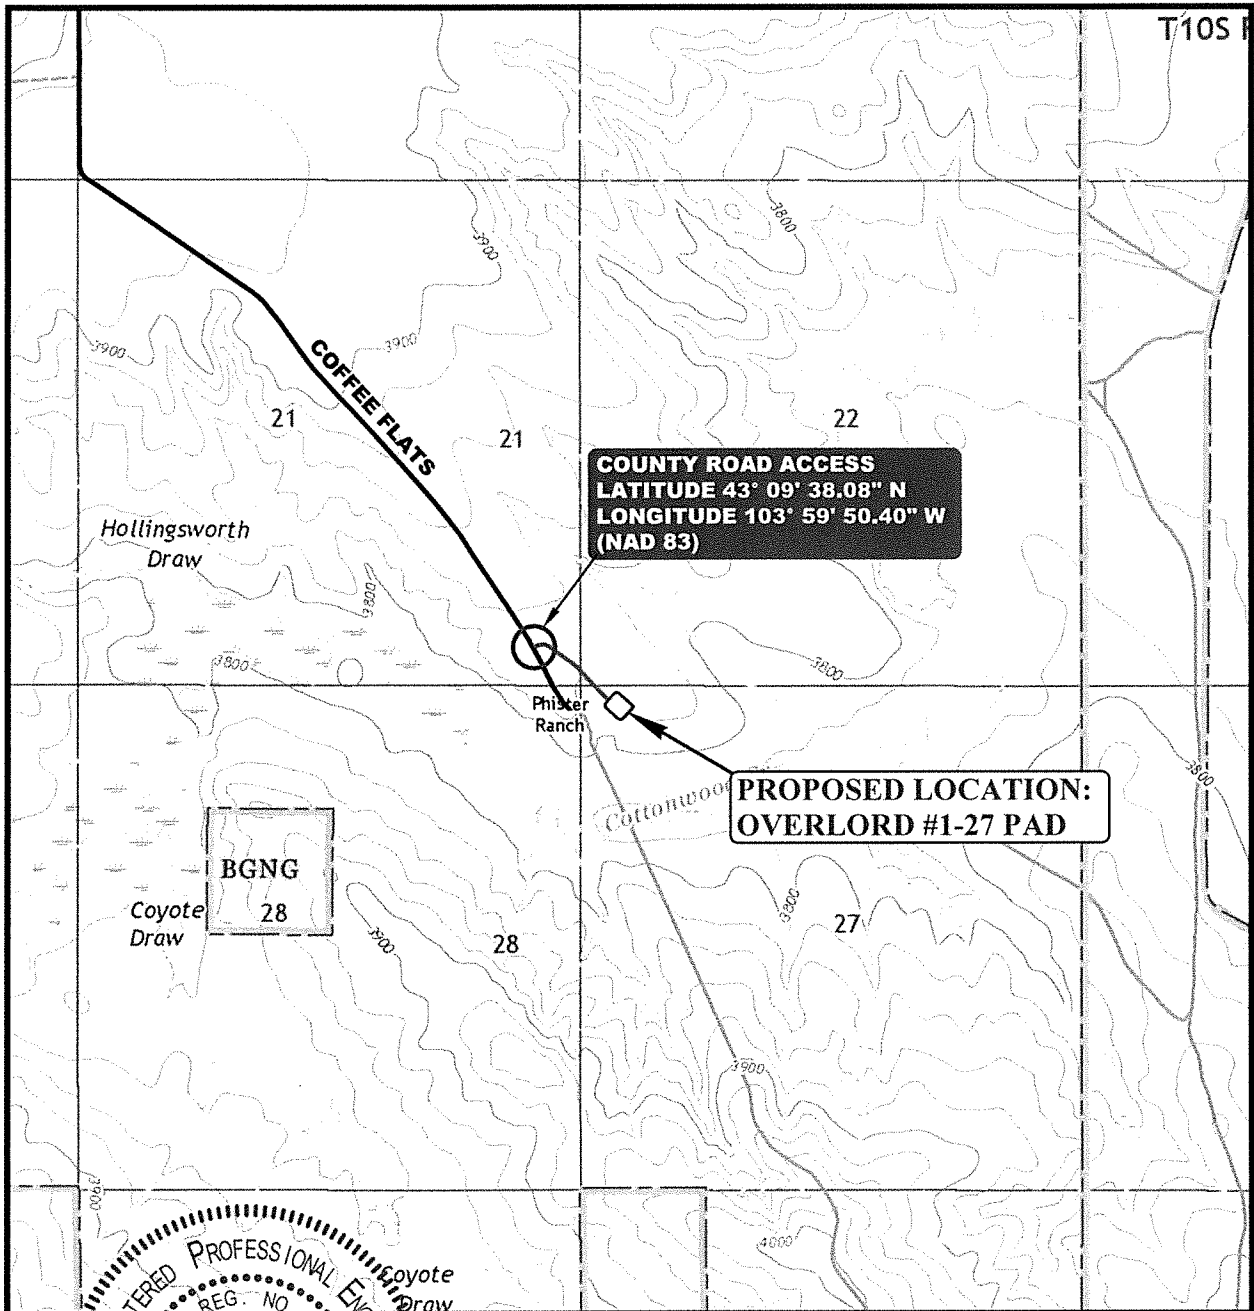 T10S
3900
3800
3900
3900
COFFEE FLATS
21
21
22
COUNTY ROAD ACCESS
LATITUDE 43° 09' 38.08" N
LONGITUDE 103° 59' 50.40" W
(NAD 83)
Hollingsworth
Draw
3800
3800
3800
Phister
Ranch
3800
PROPOSED LOCATION:
OVERLORD #1-27 PAD
Cottonwood
BGNG
28
Coyote
Draw
3900
28
3800
27
3900
3900
4000
PROFESSIONAL
REG. NO
Coyote
Draw